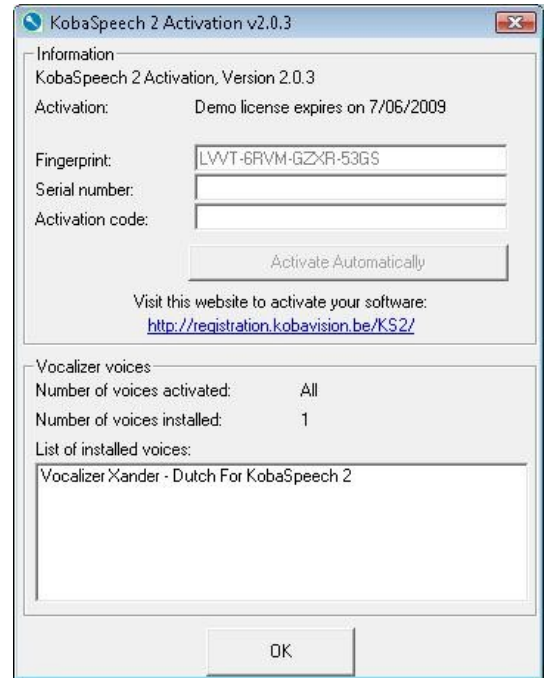 KobaSpeech 2 Activation v2.0.3
Information
KobaSpeech 2 Activation, Version 2.0.3
Activation: Demo license expires on 7/06/2009
Fingerprint: LVVT-6RVM-GZXR-53GS
Serial number:
Activation code:
Activate Automatically
Visit this website to activate your software:
http://registration.kobavision.be/KS2/
Vocalizer voices
Number of voices activated: All
Number of voices installed: 1
List of installed voices:
Vocalizer Xander - Dutch For KobaSpeech 2
OK